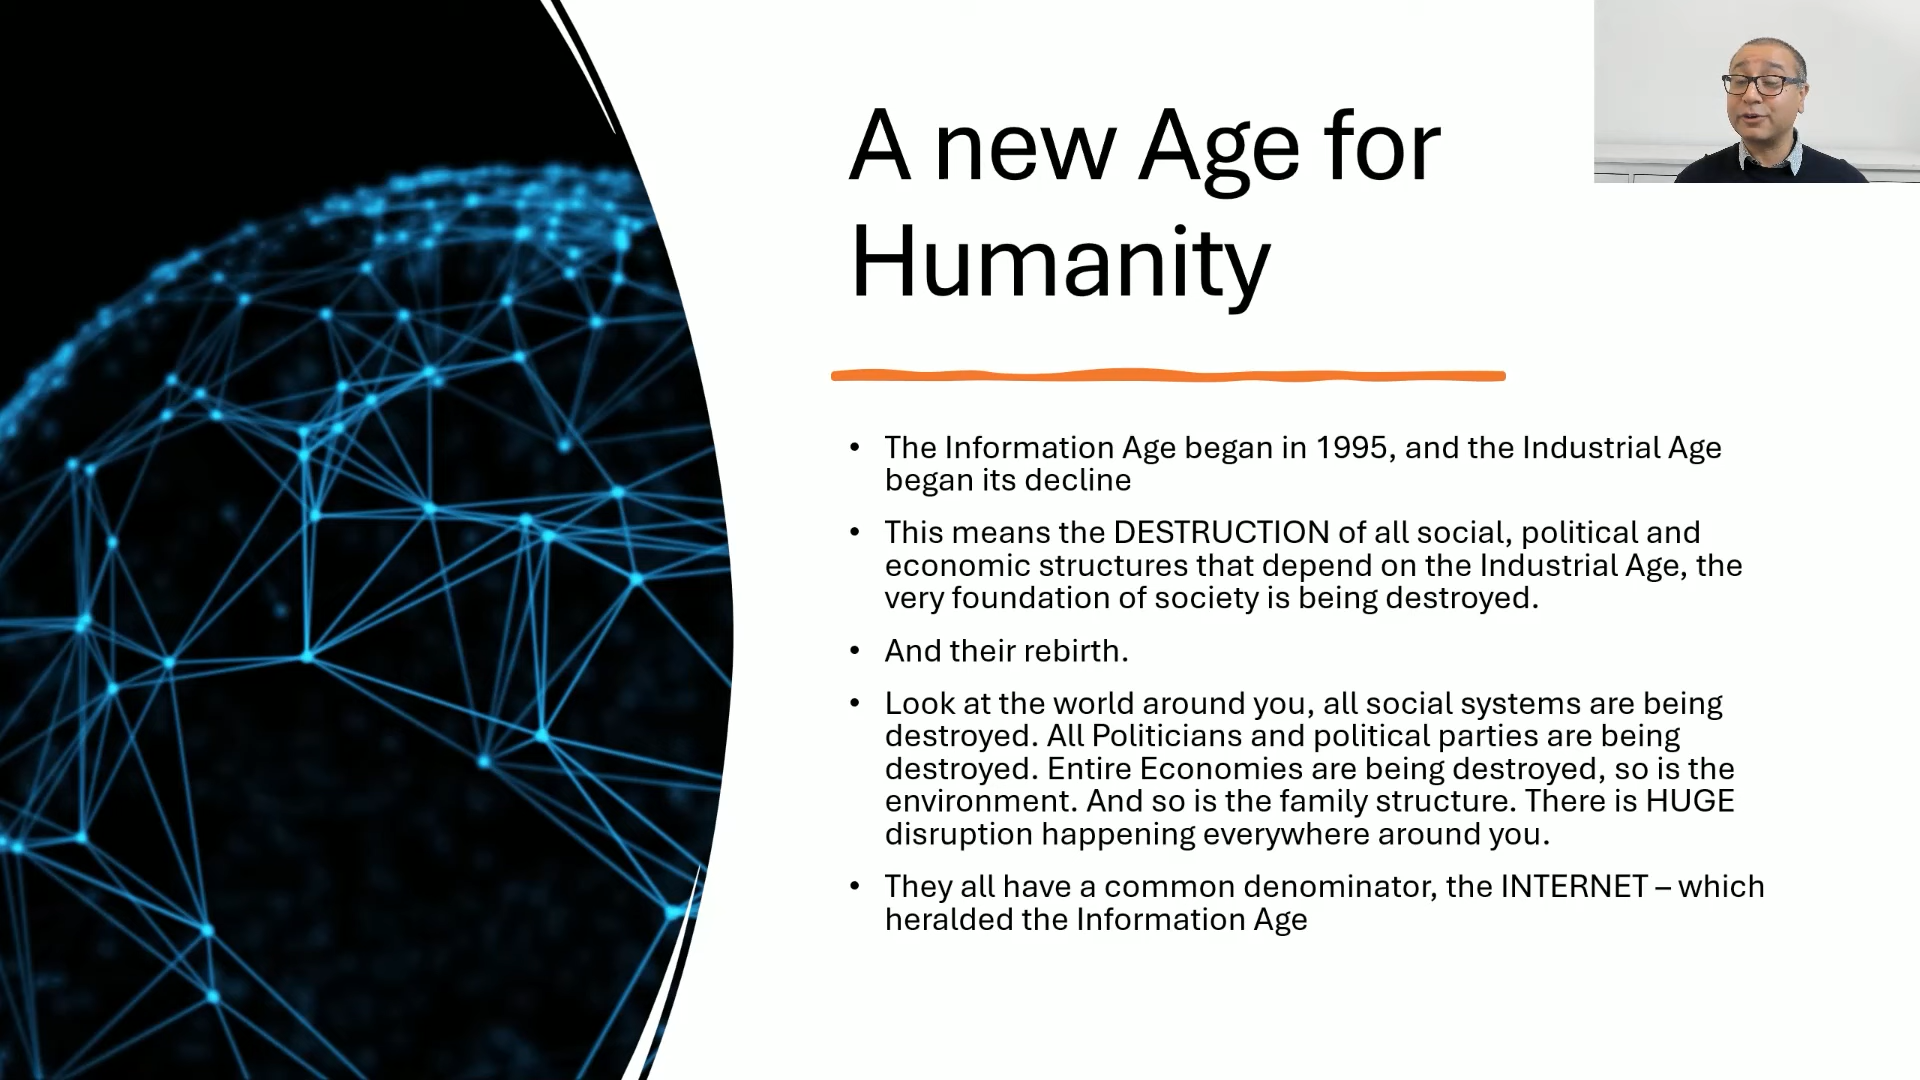 A new Age for
Humanity
• The Information Age began in 1995, and the Industrial Age
began its decline
• This means the DESTRUCTION of all social, political and
economic structures that depend on the Industrial Age, the
very foundation of society is being destroyed.
• And their rebirth.
• Look at the world around you, all social systems are being
destroyed. All Politicians and political parties are being
destroyed. Entire Economies are being destroyed, so is the
environment. And so is the family structure. There is HUGE
disruption happening everywhere around you.
• They all have a common denominator, the INTERNET – which
heralded the Information Age